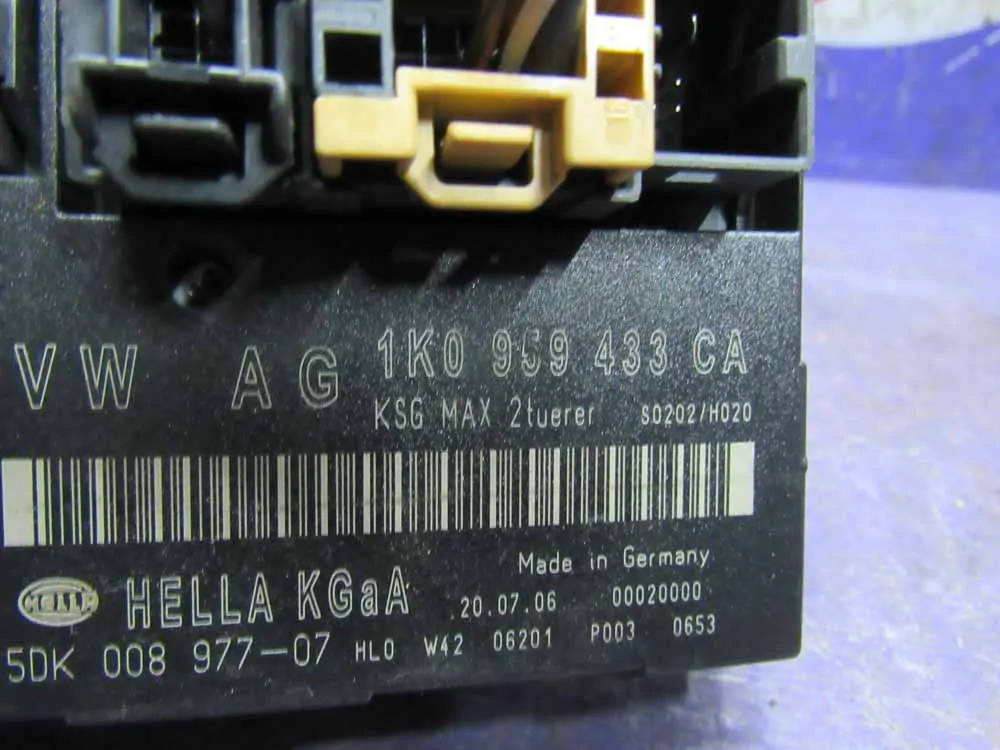 VW AG 1K0 959 433 CA
KSG MAX 2tuerer S0202/H020
Made in Germany
HELLA HELLA KGaA 20.07.06 00020000
5DK 008 977-07 HL0 W42 06201 P003 0653